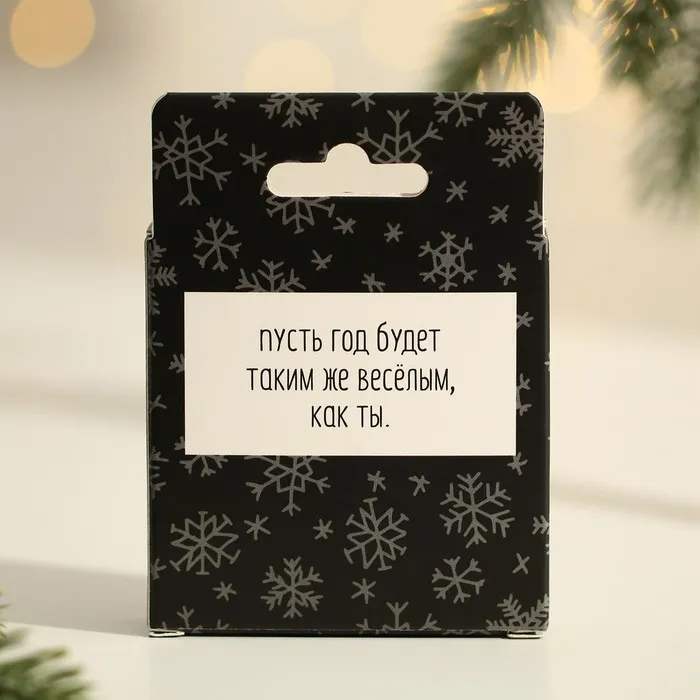 пусть год будет
таким же весёлым,
как ты.